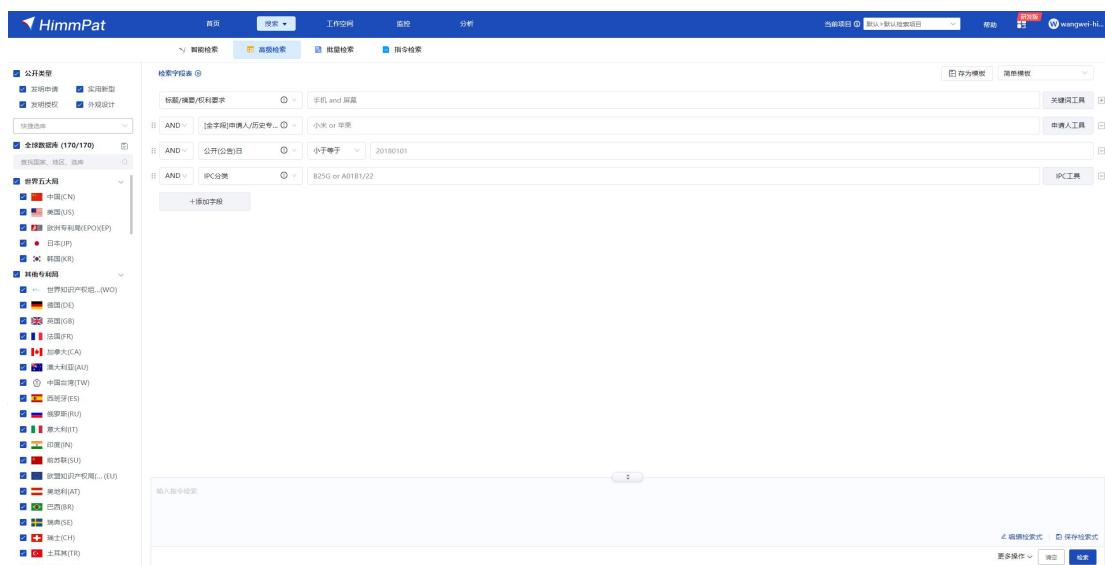 HimmPat
首页
搜索
工作空间
监控
分析
当前项目
默认>默认检索项目
帮助
研发版
W wangwei-hi...
智能检索
高级检索
批量检索
指令检索
公开类型
发明申请
实用新型
发明授权
外观设计
快捷选库
全球数据库 (170/170)
查找国家、地区、选库
世界五大局
中国(CN)
美国(US)
欧洲专利局(EPO)(EP)
日本(JP)
韩国(KR)
其他专利局
世界知识产权组...(WO)
德国(DE)
英国(GB)
法国(FR)
加拿大(CA)
澳大利亚(AU)
中国台湾(TW)
西班牙(ES)
俄罗斯(RU)
意大利(IT)
印度(IN)
前苏联(SU)
欧盟知识产权局(... (EU)
奥地利(AT)
巴西(BR)
瑞典(SE)
瑞士(CH)
土耳其(TR)
检索字段表
存为模板
简单模板
标题/摘要/权利要求
手机 and 屏幕
关键词工具
AND
[全字段]申请人/历史专...
小米 or 苹果
申请人工具
AND
公开(公告)日
小于等于
20180101
AND
IPC分类
B25G or A01B1/22
IPC工具
+添加字段
输入指令检索
编辑检索式
保存检索式
更多操作
清空
检索